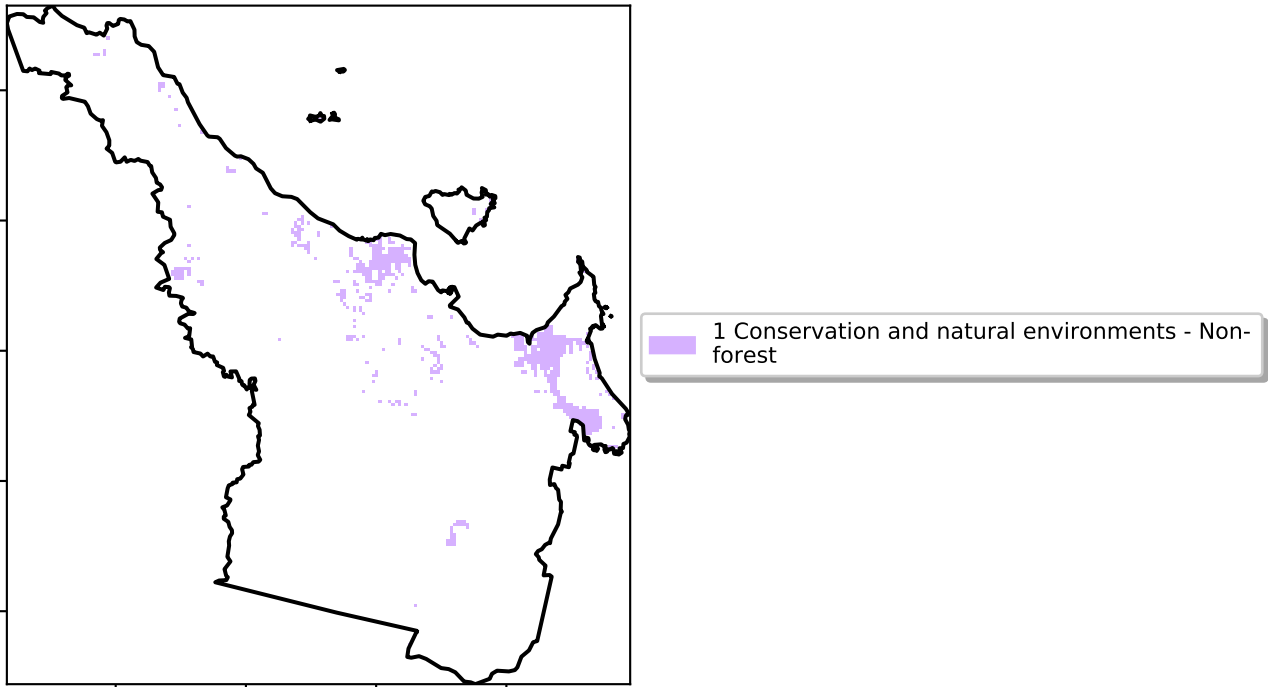 1 Conservation and natural environments - Non-
forest